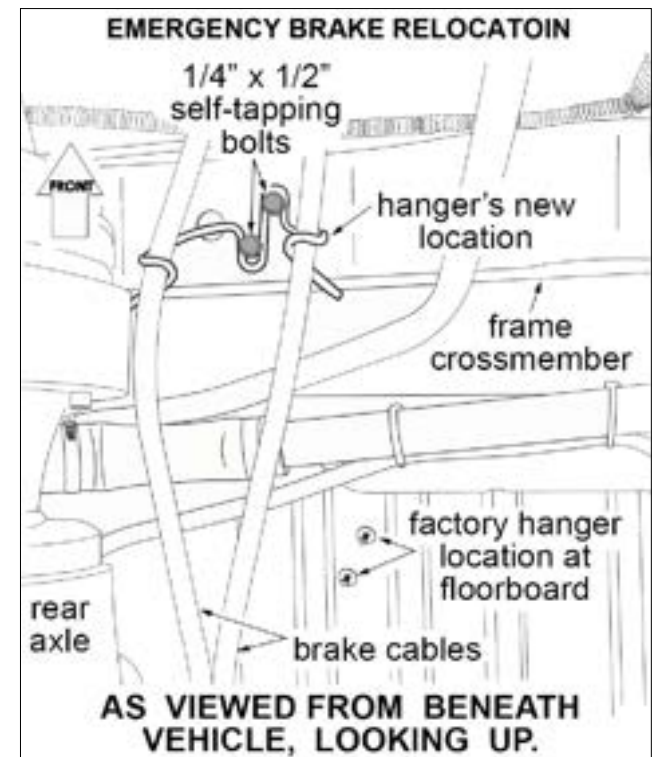 EMERGENCY BRAKE RELOCATOIN
1/4" x 1/2"
self-tapping
bolts
FRONT
hanger's new
location
frame
crossmember
factory hanger
location at
floorboard
rear
axle
brake cables
AS VIEWED FROM BENEATH
VEHICLE, LOOKING UP.